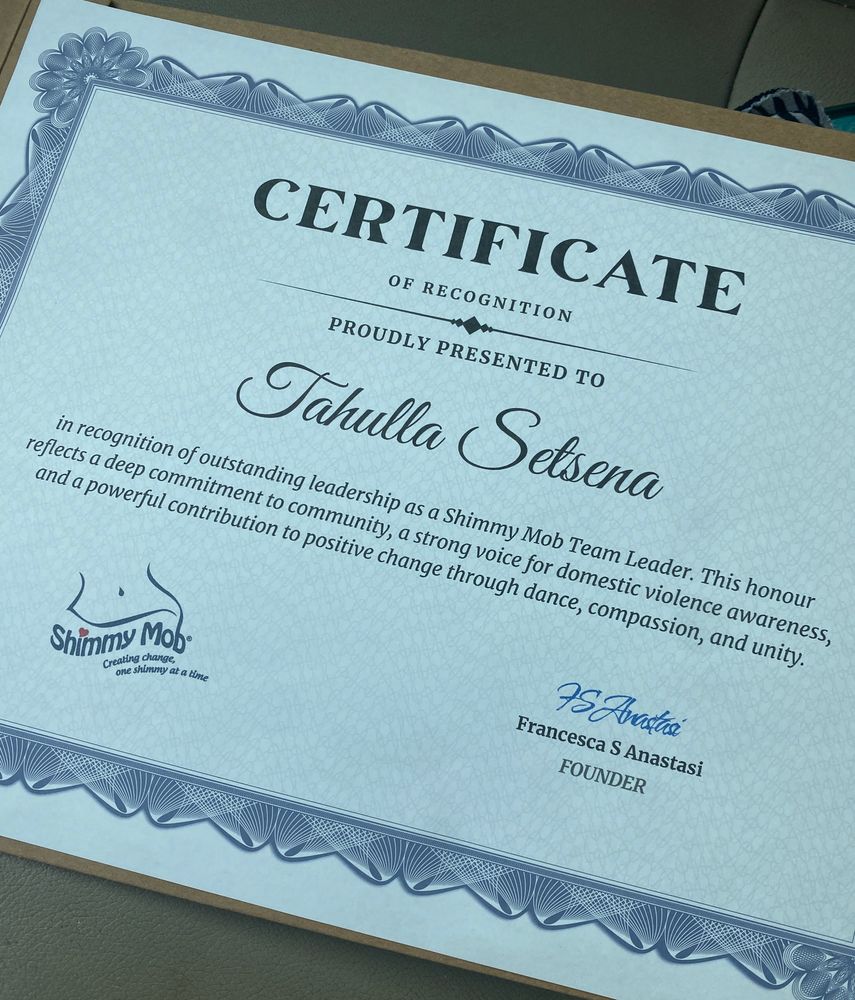 CERTIFICATE
OF RECOGNITION
PROUDLY PRESENTED TO
Tahulla Setsena
in recognition of outstanding leadership as a Shimmy Mob Team Leader. This honour
reflects a deep commitment to community, a strong voice for domestic violence awareness,
and a powerful contribution to positive change through dance, compassion, and unity.
Shimmy Mob®
Creating change,
one shimmy at a time
FS Anastasi
Francesca S Anastasi
FOUNDER